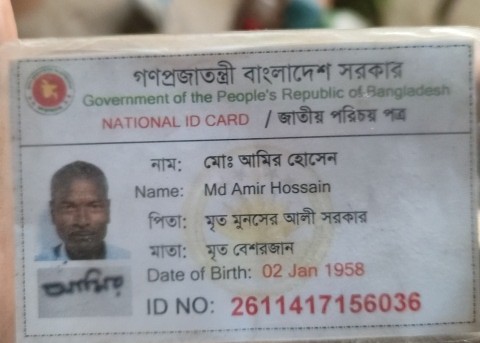 গণপ্রজাতন্ত্রী বাংলাদেশ সরকার
Government of the People's Republic of Bangladesh
NATIONAL ID CARD / জাতীয় পরিচয় পত্র
নাম: মোঃ আমির হোসেন
Name: Md Amir Hossain
পিতা: মৃত মুনসের আলী সরকার
মাতা: মৃত বেশরজান
Date of Birth: 02 Jan 1958
আমির
ID NO: 2611417156036